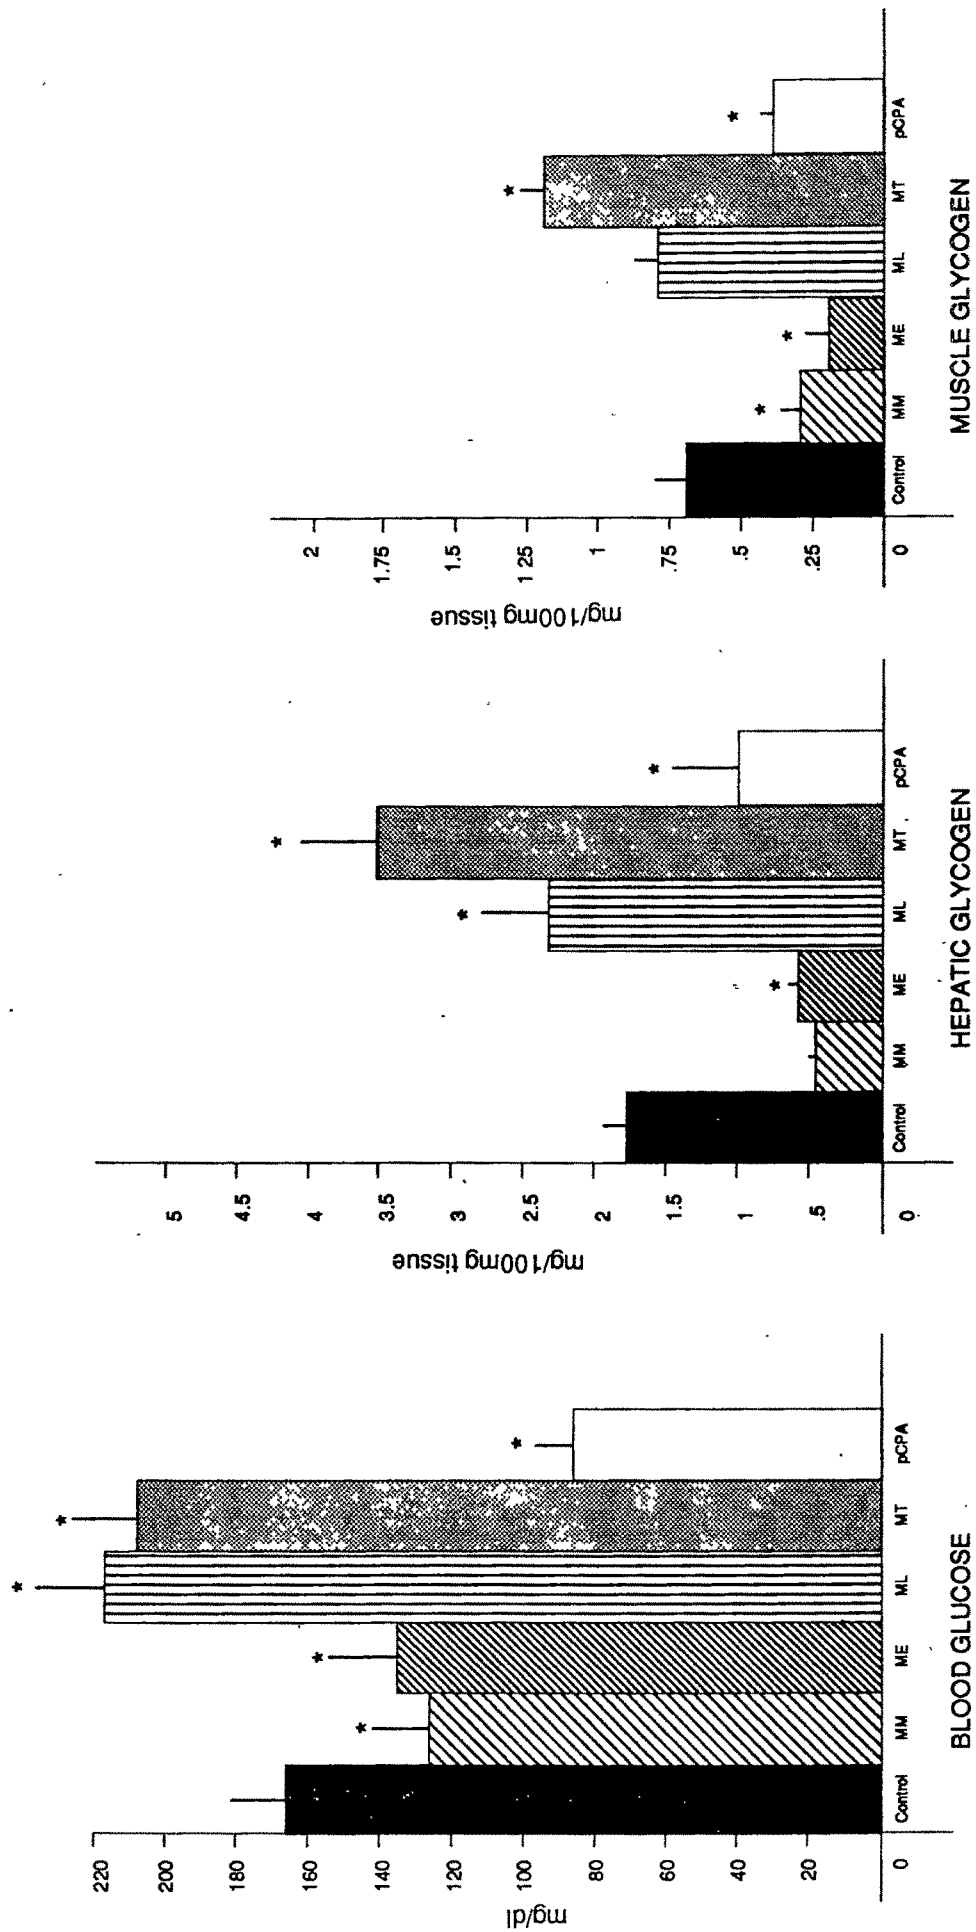 mg/dl
220
200
180
160
140
120
100
80
60
40
20
0
*
*
*
*
*
Control
MM
ME
ML
MT
pCPA
BLOOD GLUCOSE
mg/100mg tissue
5
4.5
4
3.5
3
2.5
2
1.5
1
.5
0
*
*
*
*
Control
MM
ME
ML
MT
pCPA
HEPATIC GLYCOGEN
mg/100mg tissue
2
1.75
1.5
1 25
1
.75
.5
.25
0
*
*
*
*
Control
MM
ME
ML
MT
pCPA
MUSCLE GLYCOGEN